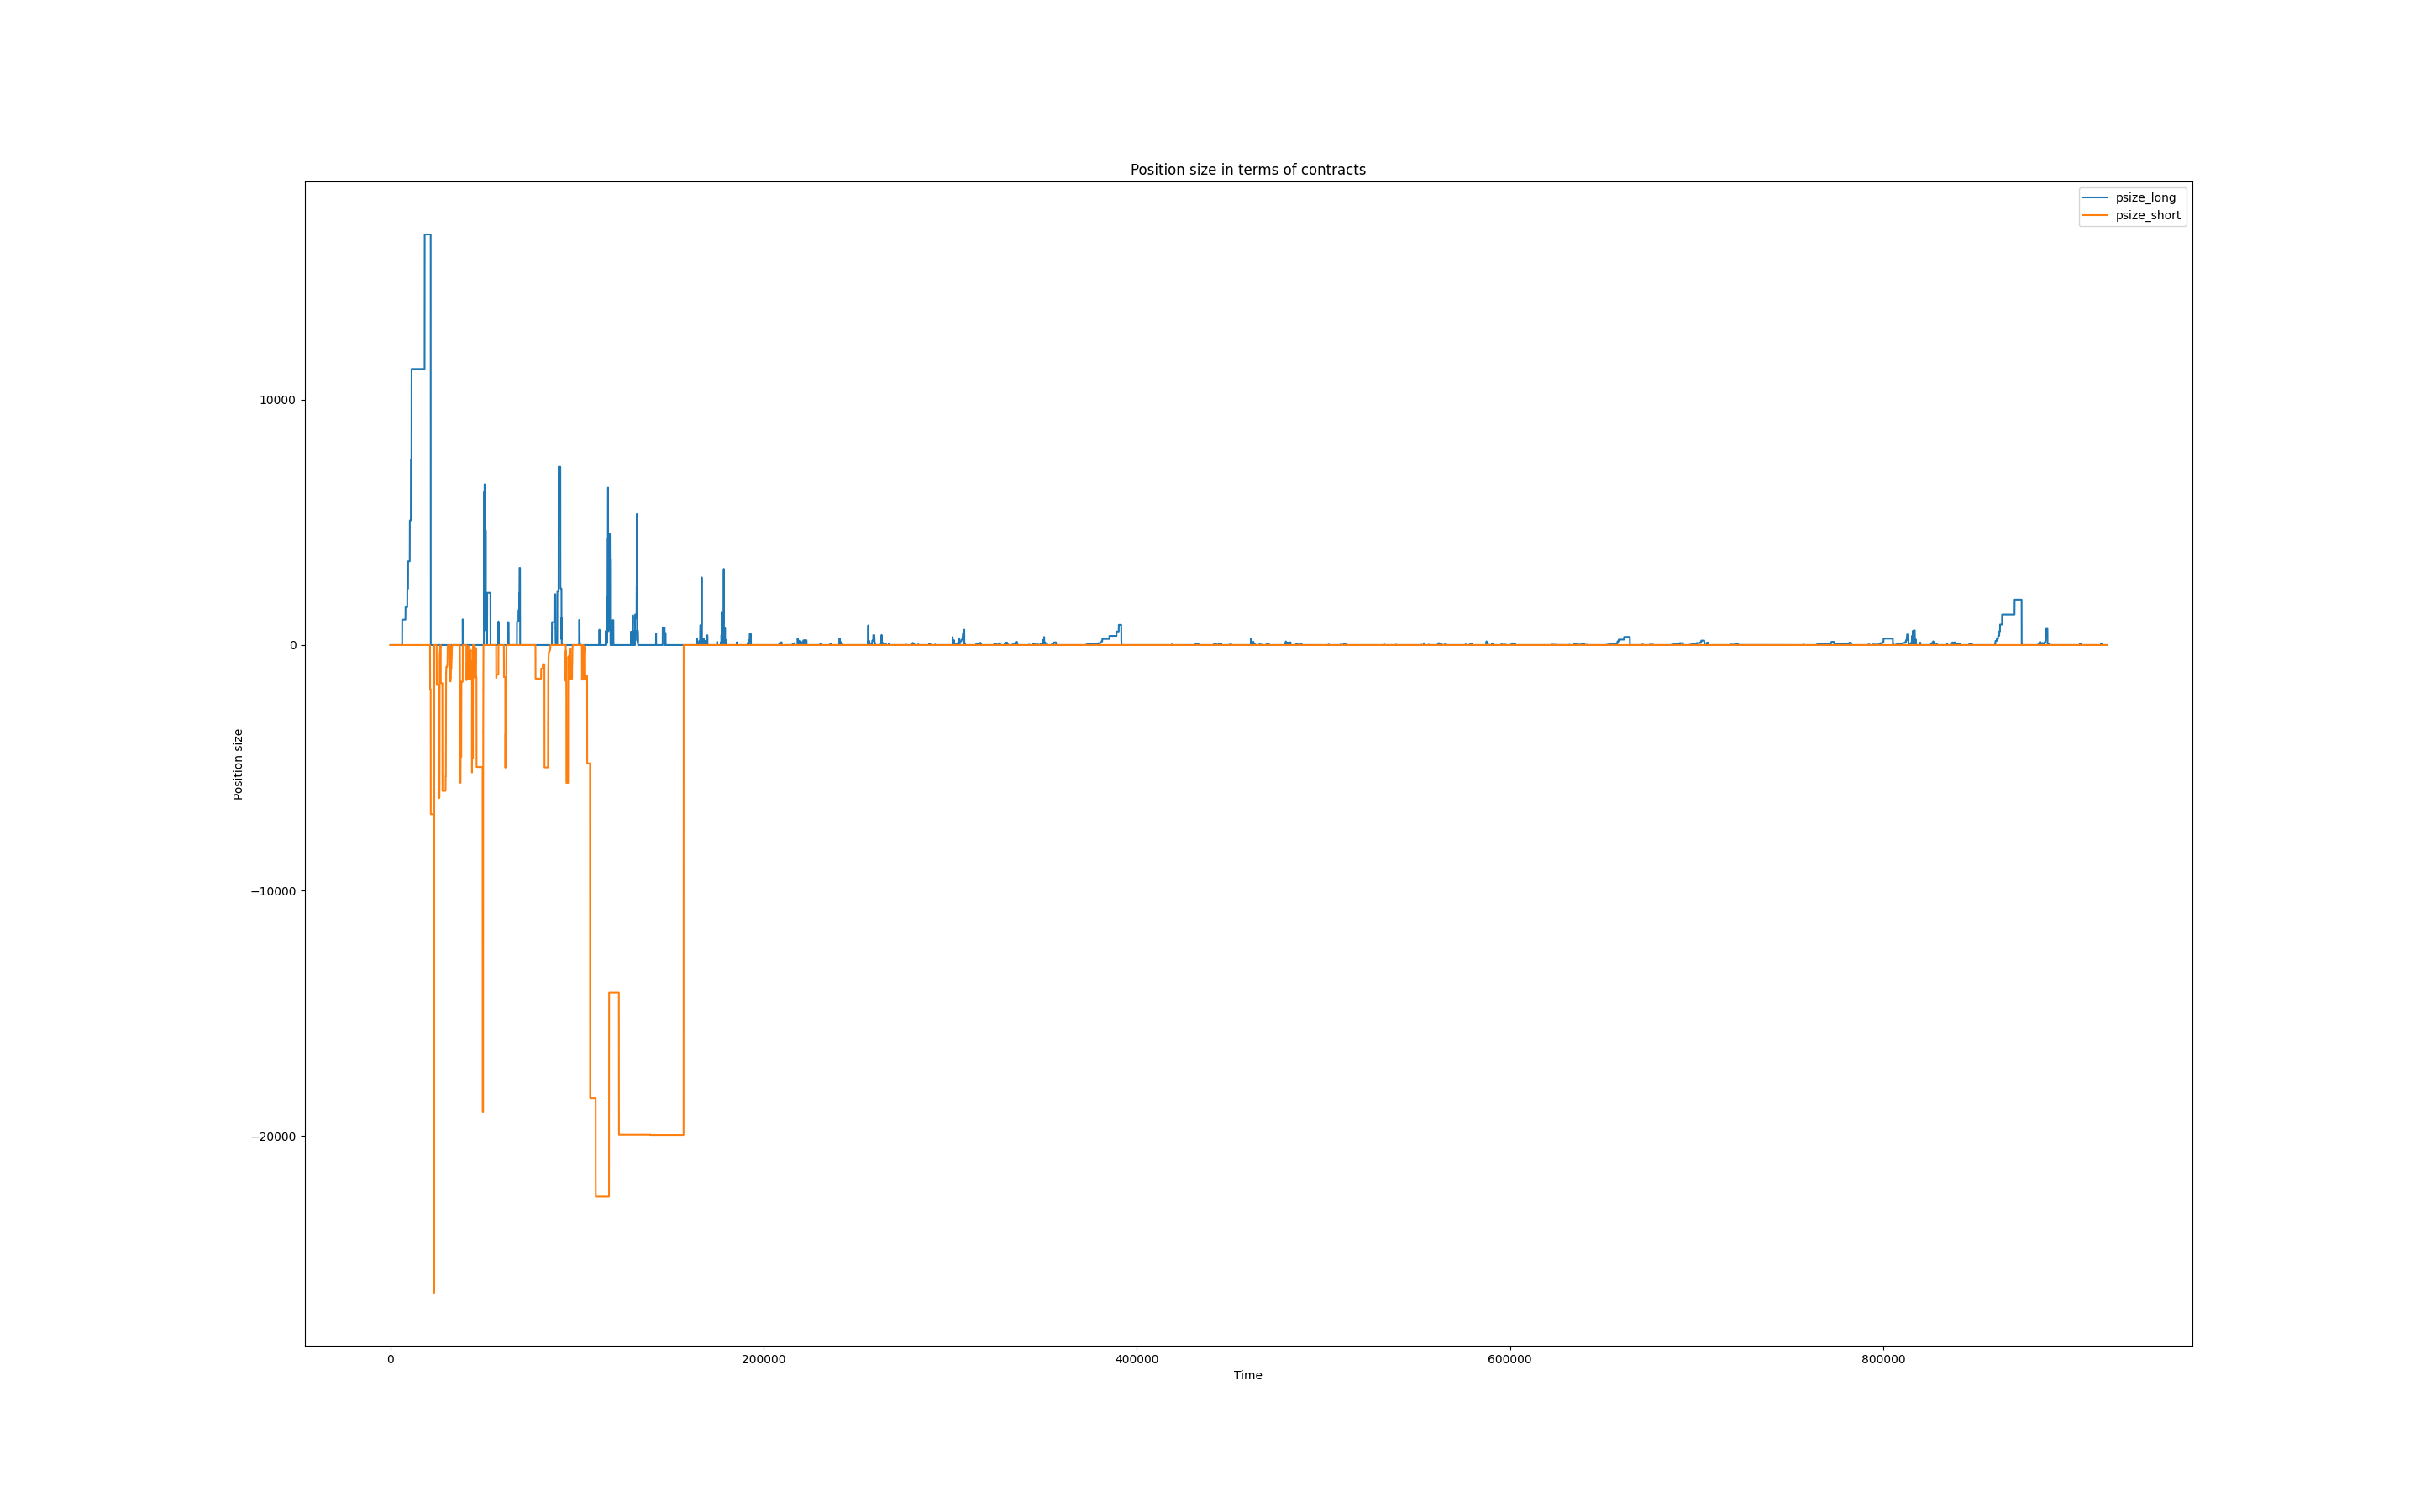 Position size in terms of contracts
psize_long
psize_short
10000
0
−10000
−20000
Position size
0
200000
400000
600000
800000
Time